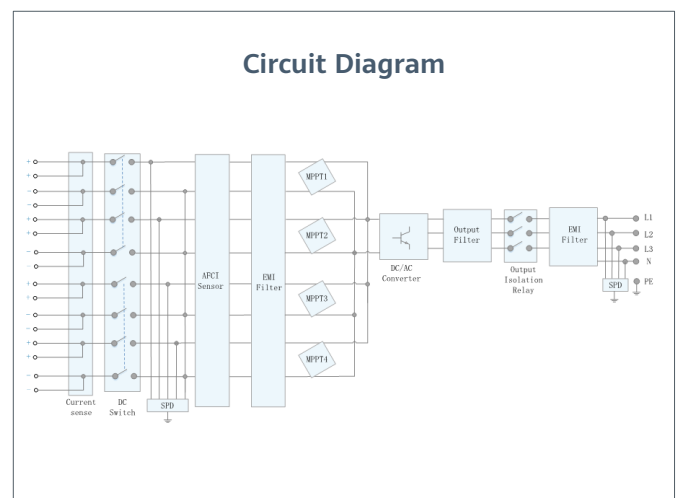 Circuit Diagram
+
+
-
-
+
+
-
-
+
+
-
-
+
+
-
-
Current
sense
DC
Switch
SPD
AFCI
Sensor
EMI
Filter
MPPT1
MPPT2
MPPT3
MPPT4
DC/AC
Converter
Output
Filter
Output
Isolation
Relay
EMI
Filter
L1
L2
L3
N
PE
SPD